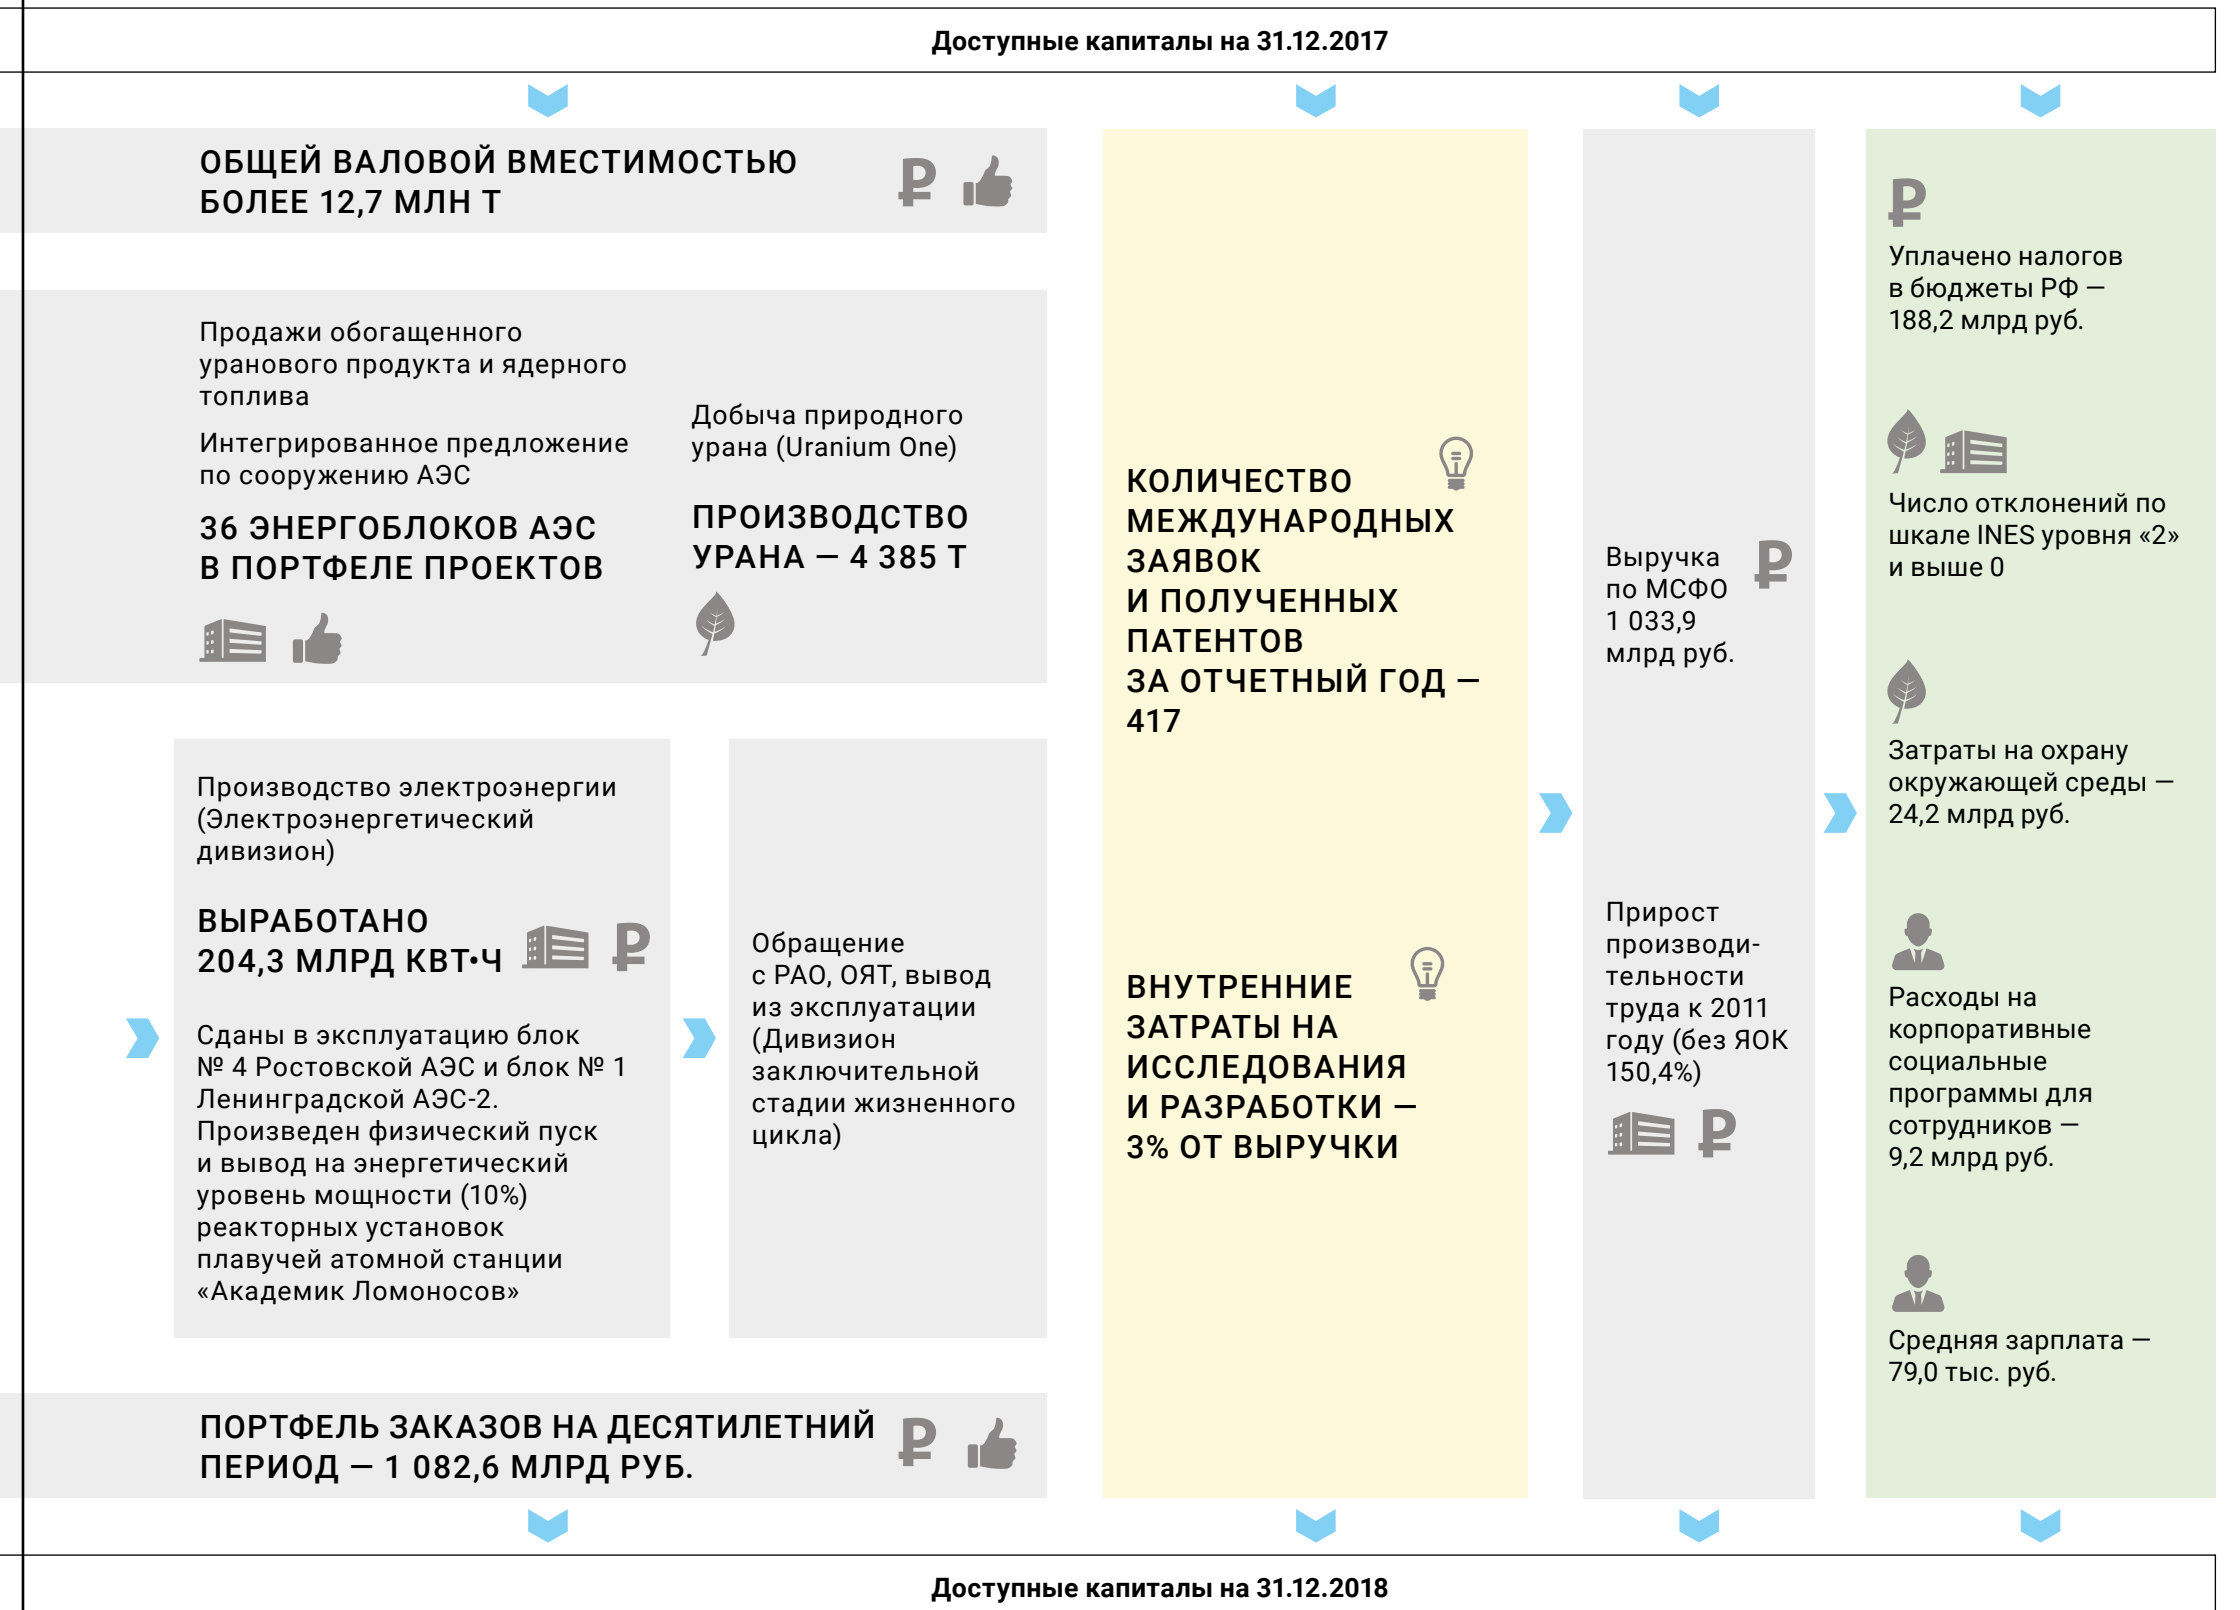 Доступные капиталы на 31.12.2017
ОБЩЕЙ ВАЛОВОЙ ВМЕСТИМОСТЬЮ
БОЛЕЕ 12,7 МЛН Т
Продажи обогащенного
уранового продукта и ядерного
топлива
Интегрированное предложение
по сооружению АЭС
36 ЭНЕРГОБЛОКОВ АЭС
В ПОРТФЕЛЕ ПРОЕКТОВ
Добыча природного
урана (Uranium One)
ПРОИЗВОДСТВО
УРАНА — 4 385 Т
Производство электроэнергии
(Электроэнергетический
дивизион)
ВЫРАБОТАНО
204,3 МЛРД КВТ•Ч
Сданы в эксплуатацию блок
№ 4 Ростовской АЭС и блок № 1
Ленинградской АЭС-2.
Произведен физический пуск
и вывод на энергетический
уровень мощности (10%)
реакторных установок
плавучей атомной станции
«Академик Ломоносов»
Обращение
с РАО, ОЯТ, вывод
из эксплуатации
(Дивизион
заключительной
стадии жизненного
цикла)
ПОРТФЕЛЬ ЗАКАЗОВ НА ДЕСЯТИЛЕТНИЙ
ПЕРИОД — 1 082,6 МЛРД РУБ.
КОЛИЧЕСТВО
МЕЖДУНАРОДНЫХ
ЗАЯВОК
И ПОЛУЧЕННЫХ
ПАТЕНТОВ
ЗА ОТЧЕТНЫЙ ГОД —
417
ВНУТРЕННИЕ
ЗАТРАТЫ НА
ИССЛЕДОВАНИЯ
И РАЗРАБОТКИ —
3% ОТ ВЫРУЧКИ
Выручка
по МСФО
1 033,9
млрд руб.
Прирост
производи-
тельности
труда к 2011
году (без ЯОК
150,4%)
Уплачено налогов
в бюджеты РФ —
188,2 млрд руб.
Число отклонений по
шкале INES уровня «2»
и выше 0
Затраты на охрану
окружающей среды —
24,2 млрд руб.
Расходы на
корпоративные
социальные
программы для
сотрудников —
9,2 млрд руб.
Средняя зарплата —
79,0 тыс. руб.
Доступные капиталы на 31.12.2018